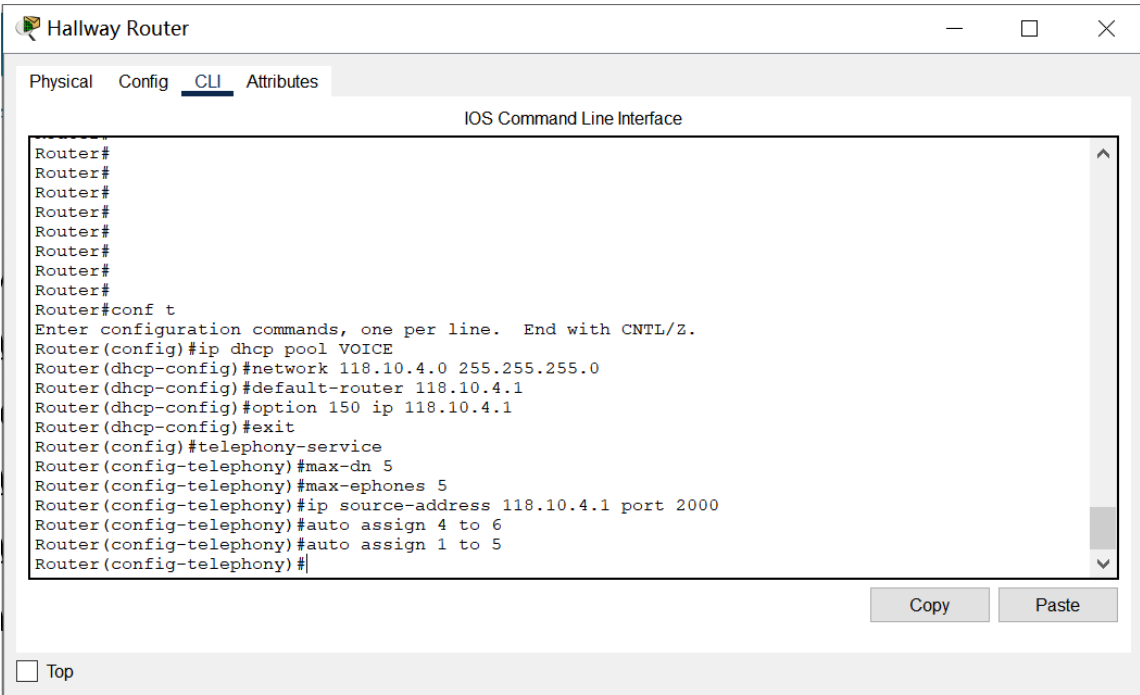 Hallway Router
Physical Config CLI Attributes
IOS Command Line Interface
Router#
Router#
Router#
Router#
Router#
Router#
Router#
Router#
Router#conf t
Enter configuration commands, one per line.  End with CNTL/Z.
Router(config)#ip dhcp pool VOICE
Router(dhcp-config)#network 118.10.4.0 255.255.255.0
Router(dhcp-config)#default-router 118.10.4.1
Router(dhcp-config)#option 150 ip 118.10.4.1
Router(dhcp-config)#exit
Router(config)#telephony-service
Router(config-telephony)#max-dn 5
Router(config-telephony)#max-ephones 5
Router(config-telephony)#ip source-address 118.10.4.1 port 2000
Router(config-telephony)#auto assign 4 to 6
Router(config-telephony)#auto assign 1 to 5
Router(config-telephony)#
Copy Paste
Top